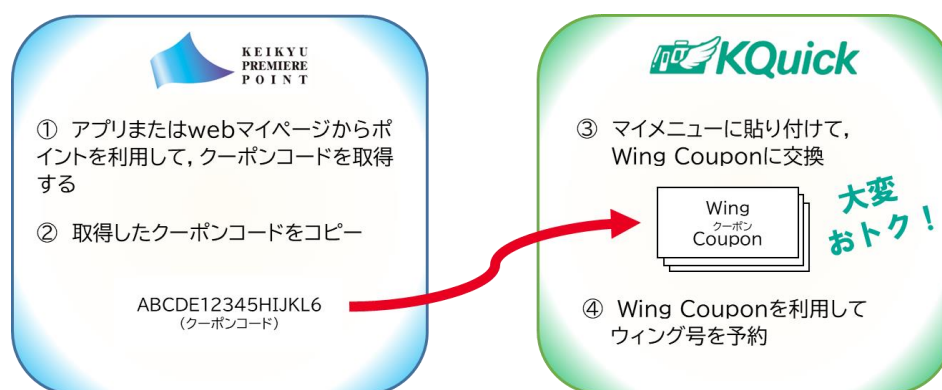 KEIKYU
PREMIERE
POINT
① アプリまたはwebマイページからポ
イントを利用して，クーポンコードを取得
する
② 取得したクーポンコードをコピー
ABCDE12345HIJKL6
（クーポンコード）
KQuick
③ マイメニューに貼り付けて，
Wing Couponに交換
Wing
クーポン
Coupon
大変
おトク！
④ Wing Couponを利用して
ウィング号を予約